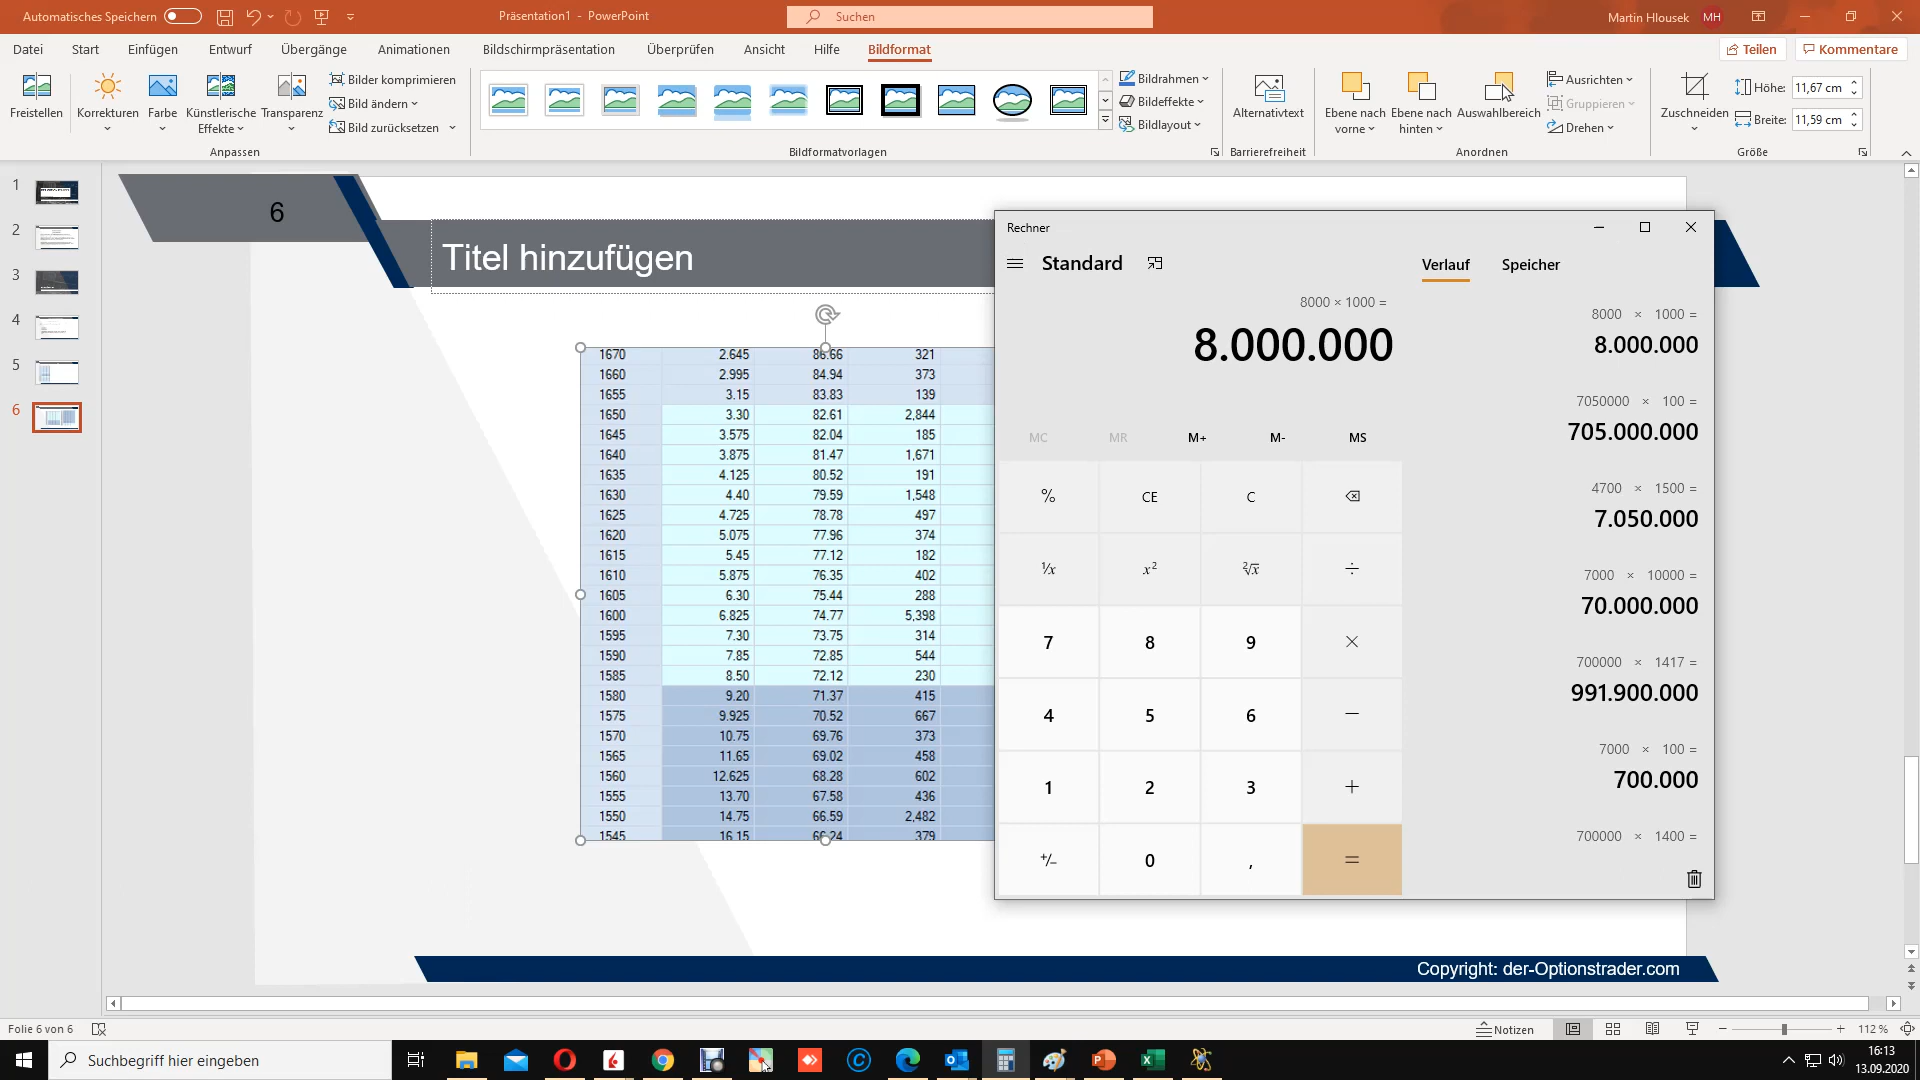 Automatisches Speichern
Präsentation1 - PowerPoint
Suchen
Martin Hlousek MH
Datei Start Einfügen Entwurf Übergänge Animationen Bildschirmpräsentation Überprüfen Ansicht Hilfe Bildformat
Teilen Kommentare
Freistellen
Korrekturen
Farbe
Künstlerische
Effekte
Transparenz
Bilder komprimieren
Bild ändern
Bild zurücksetzen
Anpassen
Bildformatvorlagen
Bildrahmen
Bildeffekte
Bildlayout
Alternativtext
Barrierefreiheit
Ebene nach
vorne
Ebene nach
hinten
Auswahlbereich
Ausrichten
Gruppieren
Drehen
Anordnen
Zuschneiden
Höhe: 11,67 cm
Breite: 11,59 cm
Größe
1
2
3
4
5
6
6
Titel hinzufügen
1670 2.645 86.66 321
1660 2.995 84.94 373
1655 3.15 83.83 139
1650 3.30 82.61 2,844
1645 3.575 82.04 185
1640 3.875 81.47 1,671
1635 4.125 80.52 191
1630 4.40 79.59 1,548
1625 4.725 78.78 497
1620 5.075 77.96 374
1615 5.45 77.12 182
1610 5.875 76.35 402
1605 6.30 75.44 288
1600 6.825 74.77 5,398
1595 7.30 73.75 314
1590 7.85 72.85 544
1585 8.50 72.12 230
1580 9.20 71.37 415
1575 9.925 70.52 667
1570 10.75 69.76 373
1565 11.65 69.02 458
1560 12.625 68.28 602
1555 13.70 67.58 436
1550 14.75 66.59 2,482
1545 16.15 66.24 379
Rechner
Standard
Verlauf Speicher
8000 × 1000 =
8.000.000
MC MR M+ M- MS
% CE C
¹/x x² ²√x ÷
7 8 9 ×
4 5 6 −
1 2 3 +
+/− 0 , =
8000 × 1000 =
8.000.000
7050000 × 100 =
705.000.000
4700 × 1500 =
7.050.000
7000 × 10000 =
70.000.000
700000 × 1417 =
991.900.000
7000 × 100 =
700.000
700000 × 1400 =
Copyright: der-Optionstrader.com
Folie 6 von 6
Notizen
112 %
Suchbegriff hier eingeben
16:13
13.09.2020